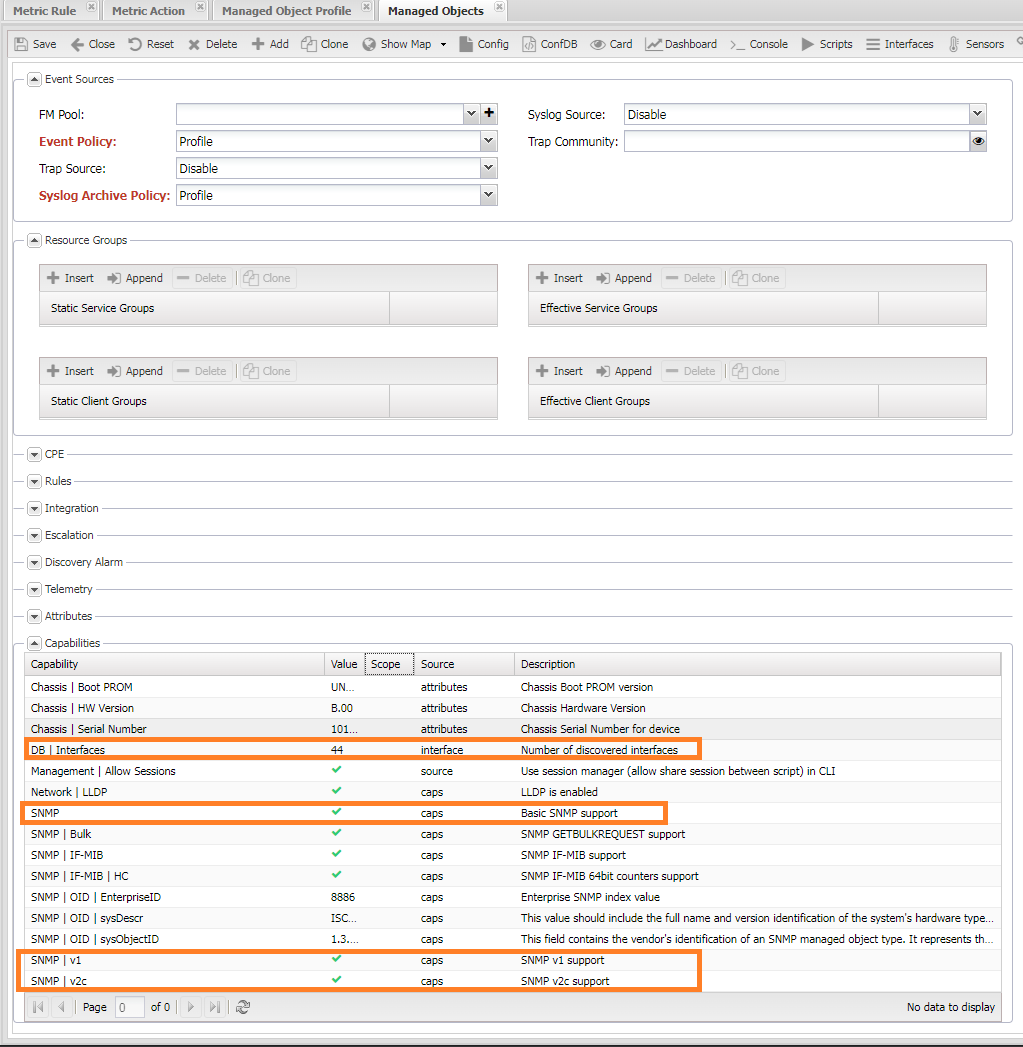 Metric Rule Metric Action Managed Object Profile Managed Objects
Save Close Reset Delete Add Clone Show Map Config ConfDB Card Dashboard Console Scripts Interfaces Sensors
Event Sources
FM Pool: Syslog Source: Disable
Event Policy: Profile Trap Community:
Trap Source: Disable
Syslog Archive Policy: Profile
Resource Groups
Insert Append Delete Clone Insert Append Delete Clone
Static Service Groups Effective Service Groups
Insert Append Delete Clone Insert Append Delete Clone
Static Client Groups Effective Client Groups
CPE
Rules
Integration
Escalation
Discovery Alarm
Telemetry
Attributes
Capabilities
Capability Value Scope Source Description
Chassis | Boot PROM UN... attributes Chassis Boot PROM version
Chassis | HW Version B.00 attributes Chassis Hardware Version
Chassis | Serial Number 101... attributes Chassis Serial Number for device
DB | Interfaces 44 interface Number of discovered interfaces
Management | Allow Sessions source Use session manager (allow share session between script) in CLI
Network | LLDP caps LLDP is enabled
SNMP caps Basic SNMP support
SNMP | Bulk caps SNMP GETBULKREQUEST support
SNMP | IF-MIB caps SNMP IF-MIB support
SNMP | IF-MIB | HC caps SNMP IF-MIB 64bit counters support
SNMP | OID | EnterpriseID 8886 caps Enterprise SNMP index value
SNMP | OID | sysDescr ISC... caps This value should include the full name and version identification of the system's hardware type...
SNMP | OID | sysObjectID 1.3.... caps This field contains the vendor's identification of an SNMP managed object type. It represents th...
SNMP | v1 caps SNMP v1 support
SNMP | v2c caps SNMP v2c support
Page 0 of 0 No data to display